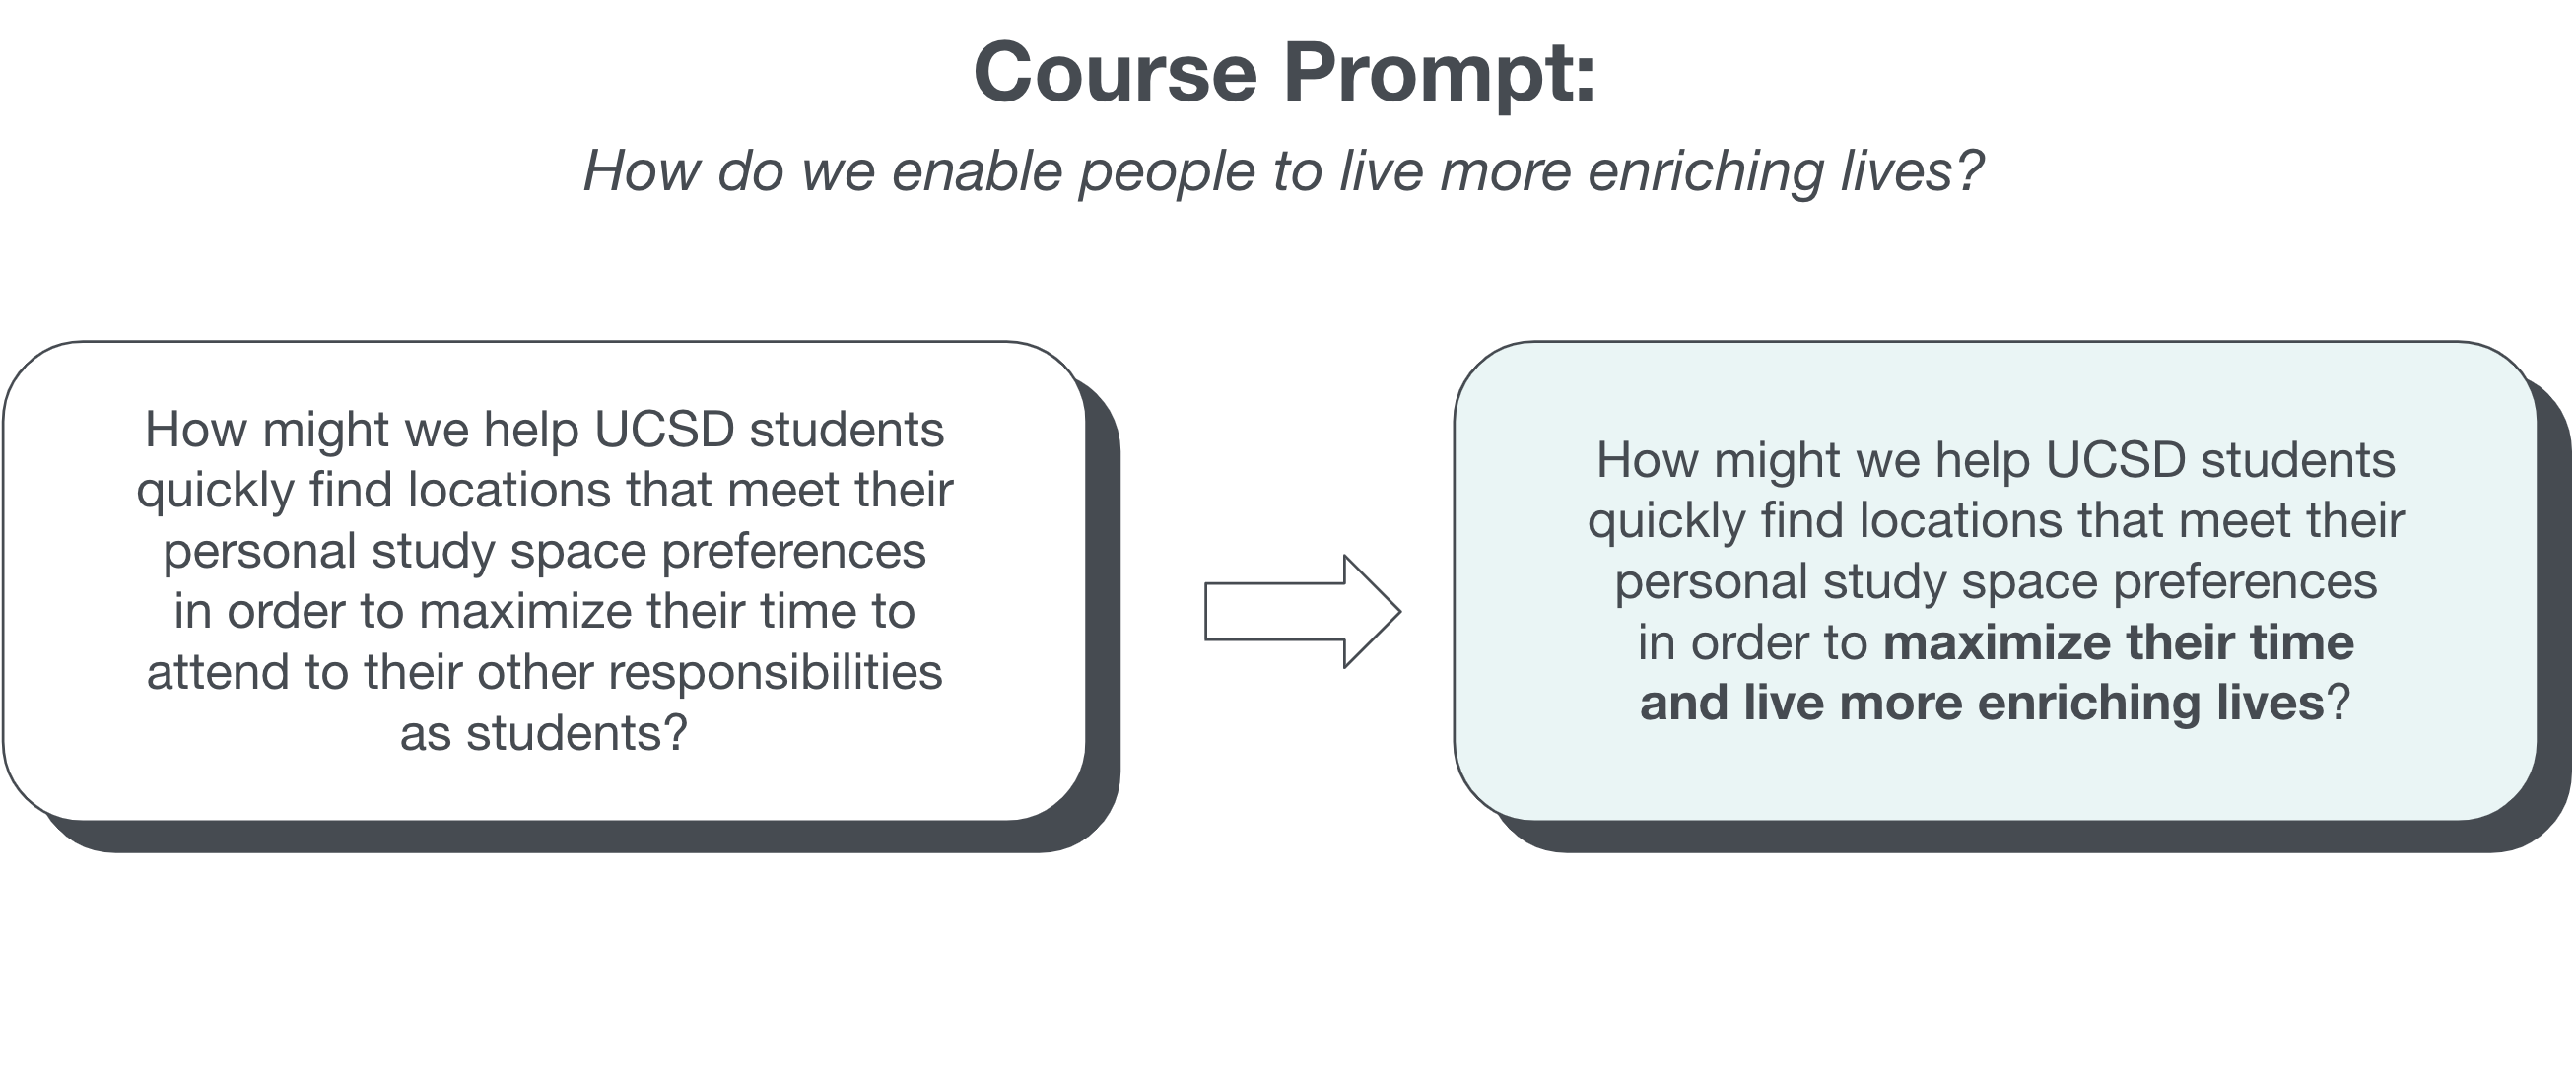 Course Prompt:
How do we enable people to live more enriching lives?
How might we help UCSD students
quickly find locations that meet their
personal study space preferences
in order to maximize their time to
attend to their other responsibilities
as students?
How might we help UCSD students
quickly find locations that meet their
personal study space preferences
in order to maximize their time
and live more enriching lives?